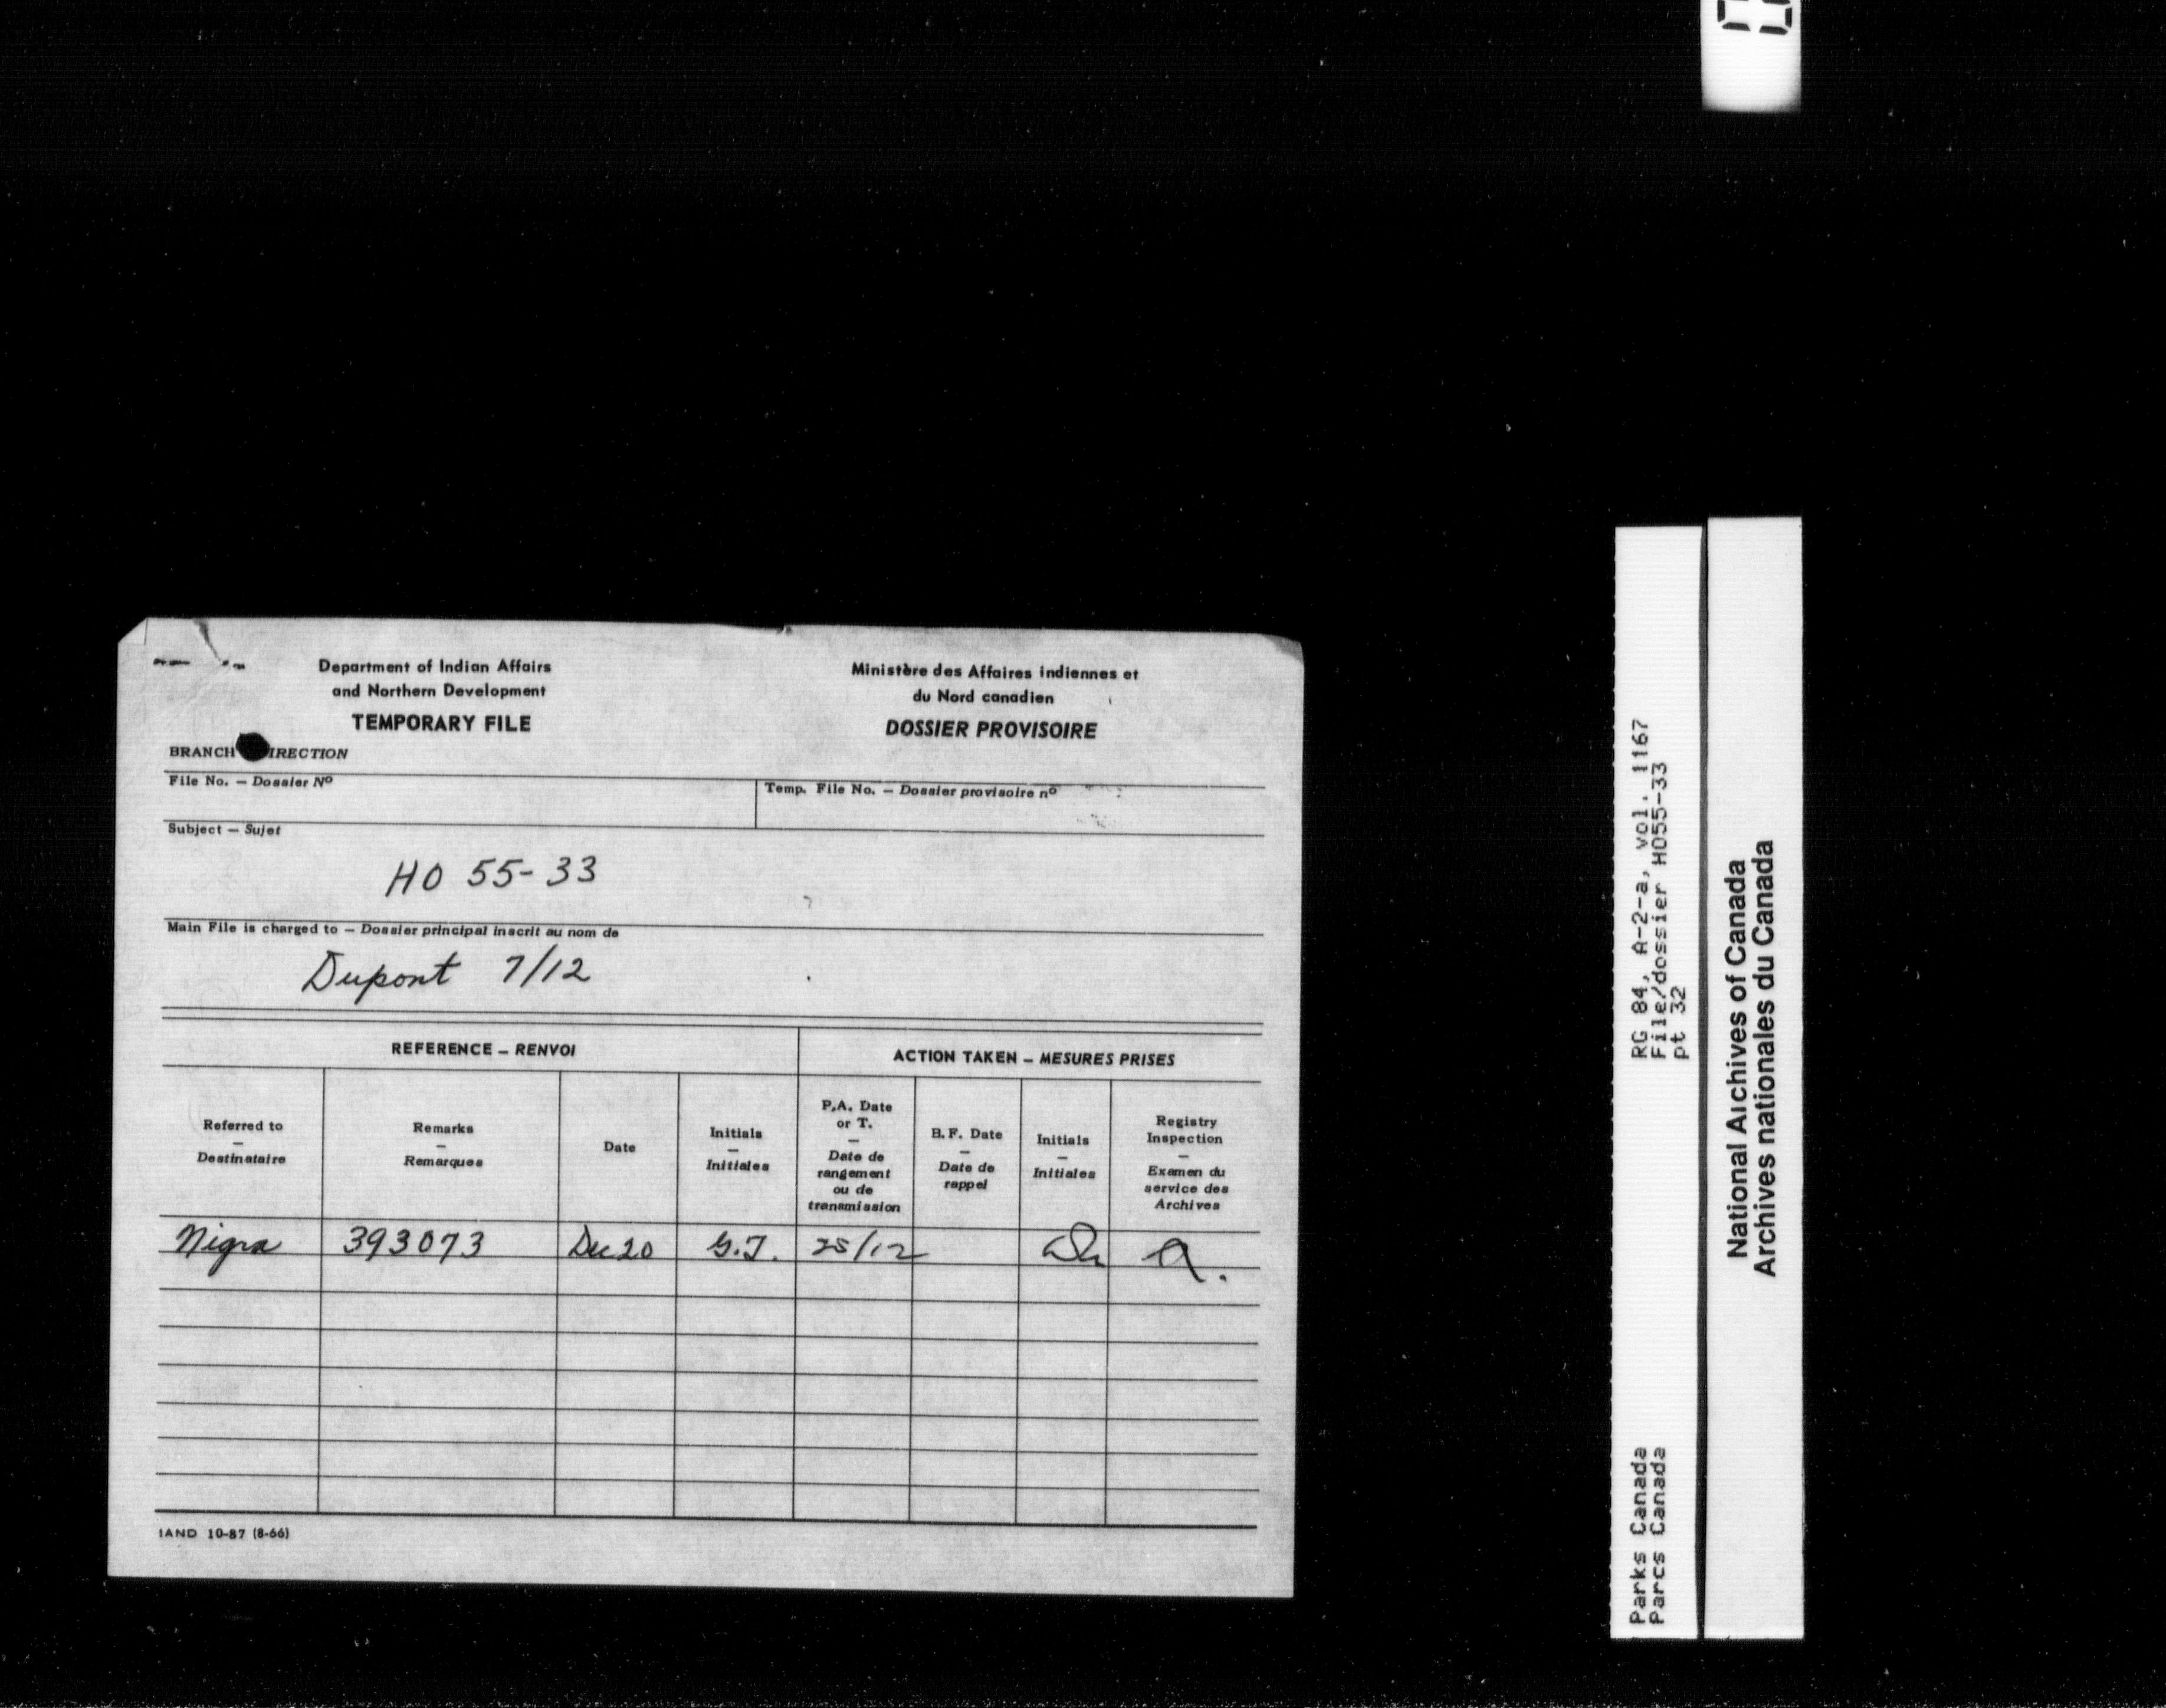 Department of Indian Affairs
and Northern Development
TEMPORARY FILE
Ministère des Affaires indiennes et
du Nord canadien
DOSSIER PROVISOIRE
BRANCH IRECTION
File No. — Dossier Nº
Temp. File No. — Dossier provisoire nº
Subject — Sujet
HO 55-33
Main File is charged to — Dossier principal inscrit au nom de
Dupont 7/12
REFERENCE — RENVOI
ACTION TAKEN — MESURES PRISES
Referred to
—
Destinataire
Remarks
—
Remarques
Date
Initials
—
Initiales
P.A. Date
or T.
—
Date de
rangement
ou de
transmission
B.F. Date
—
Date de
rappel
Initials
—
Initiales
Registry
Inspection
—
Examen du
service des
Archives
Nigra 393073 Dec 20 G.J. 28/12
IAND 10-87 (8-66)
Parks Canada
Parcs Canada
RG 84, A-2-a, vol. 1167
File/dossier HO55-33
pt 32
National Archives of Canada
Archives nationales du Canada